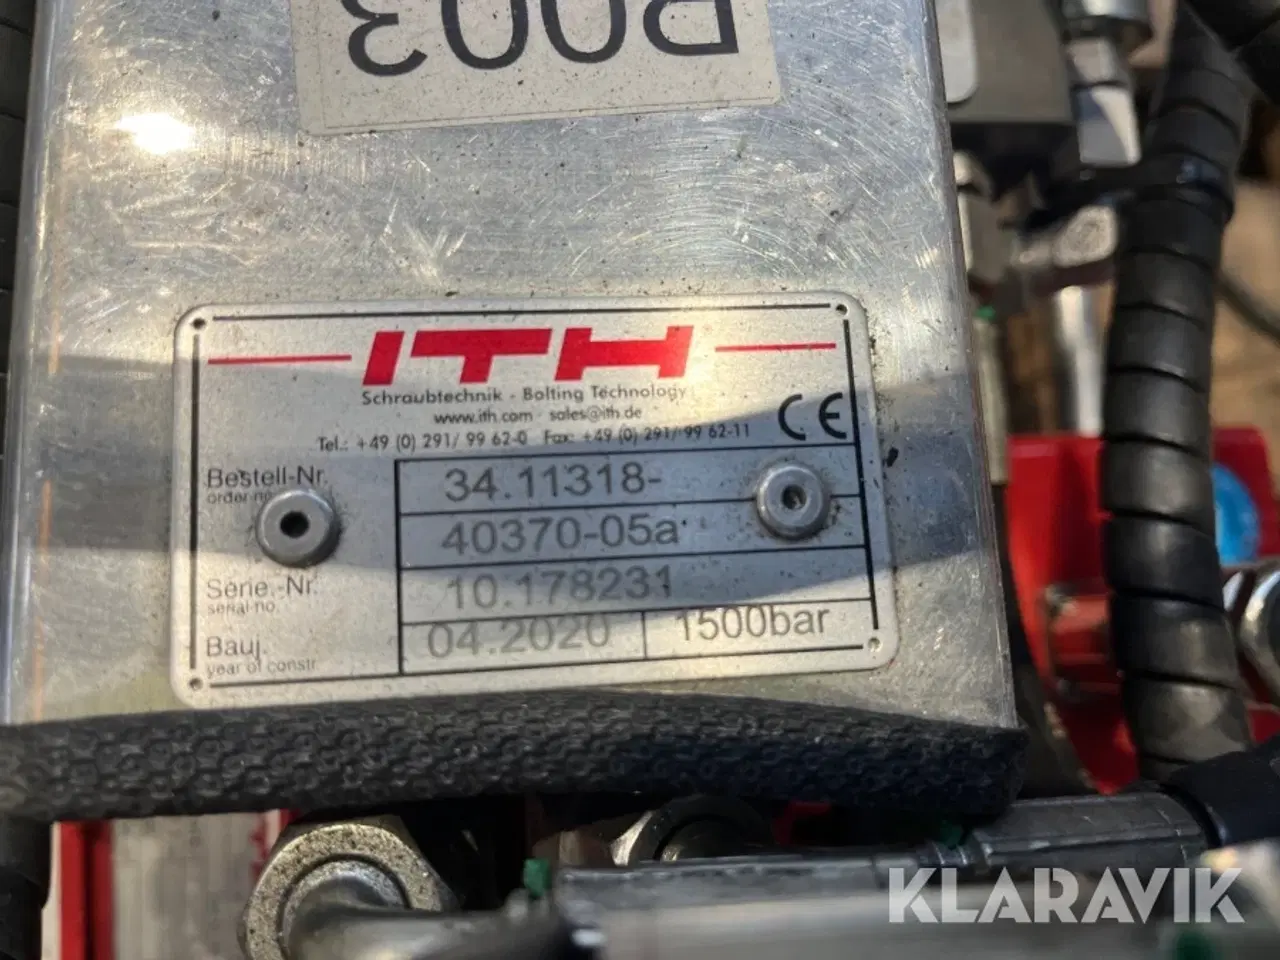 P003
ITH
Schraubtechnik - Bolting Technology
www.ith.com - sales@ith.de
Tel.: +49 (0) 291/ 99 62-0 Fax: +49 (0) 291/ 99 62-11
CE
Bestell-Nr. 34.11318-
order no. 40370-05a
Serie.-Nr. 10.178231
serial-no.
Bauj. 04.2020 1500bar
year of constr.
KLARAVIK